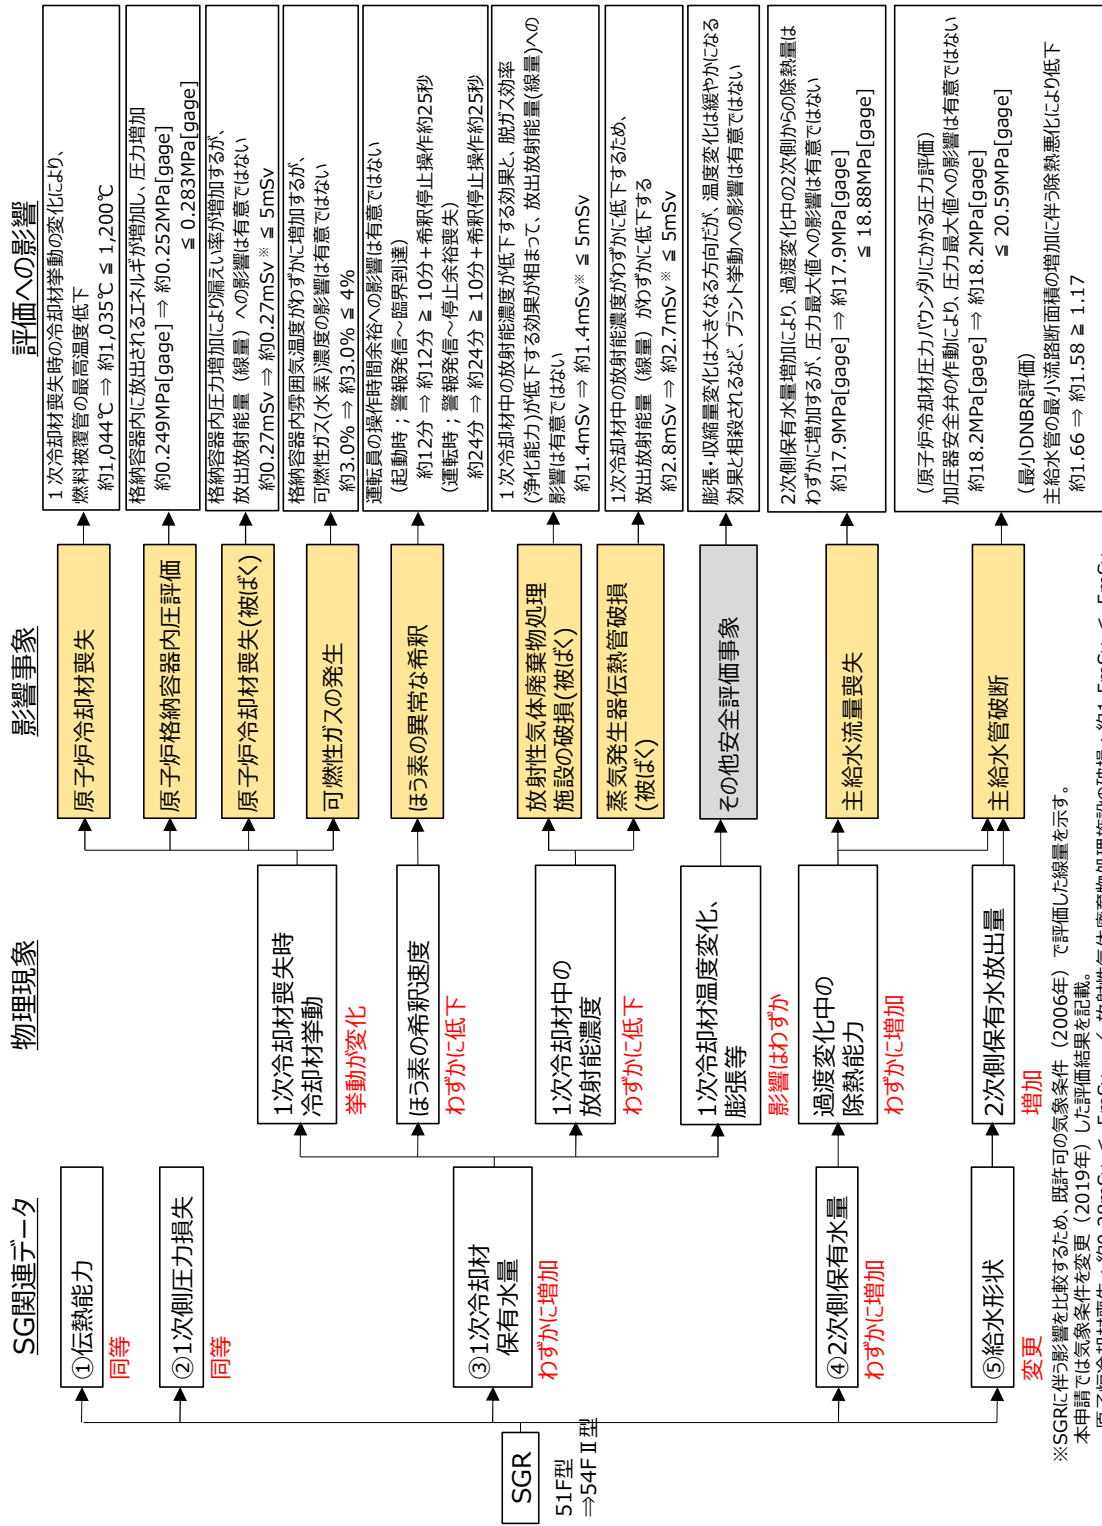 SG関連データ
物理現象
影響事象
評価への影響
SGR
51F型
⇒54FⅡ型
①伝熱能力
同等
②1次側圧力損失
同等
③1次冷却材
保有水量
わずかに増加
④2次側保有水量
わずかに増加
⑤給水形状
変更
1次冷却材喪失時
冷却材挙動
挙動が変化
ほう素の希釈速度
わずかに低下
1次冷却材中の
放射能濃度
わずかに低下
1次冷却材温度変化、
膨張等
影響はわずか
過渡変化中の
除熱能力
わずかに増加
2次側保有水放出量
増加
原子炉冷却材喪失
原子炉格納容器内圧評価
原子炉冷却材喪失(被ばく)
可燃性ガスの発生
ほう素の異常な希釈
放射性気体廃棄物処理
施設の破損(被ばく)
蒸気発生器伝熱管破損
(被ばく)
その他安全評価事象
主給水流量喪失
主給水管破断
1次冷却材喪失時の冷却材挙動の変化により、
燃料被覆管の最高温度低下
約1,044℃ ⇒ 約1,035℃ ≦ 1,200℃
格納容器内に放出されるエネルギが増加し、圧力増加
約0.249MPa[gage] ⇒ 約0.252MPa[gage]
≦ 0.283MPa[gage]
格納容器内圧力増加により漏えい率が増加するが、
放出放射能量（線量）への影響は有意ではない
約0.27mSv ⇒ 約0.27mSv※ ≦ 5mSv
格納容器内雰囲気温度がわずかに増加するが、
可燃性ガス(水素)濃度の影響は有意ではない
約3.0% ⇒ 約3.0% ≦ 4%
運転員の操作時間余裕への影響は有意ではない
(起動時；警報発信～臨界到達)
約12分 ⇒ 約12分 ≧ 10分+希釈停止操作約25秒
(運転時；警報発信～停止余裕喪失)
約24分 ⇒ 約24分 ≧ 10分+希釈停止操作約25秒
1次冷却材中の放射能濃度が低下する効果と、脱ガス効率
(浄化能力)が低下する効果が相まって、放出放射能量(線量)への
影響は有意ではない
約1.4mSv ⇒ 約1.4mSv※ ≦ 5mSv
1次冷却材中の放射能濃度がわずかに低下するため、
放出放射能量（線量）がわずかに低下する
約2.8mSv ⇒ 約2.7mSv※ ≦ 5mSv
膨張・収縮量変化は大きくなる方向だが、温度変化は緩やかになる
効果と相殺されるなど、プラント挙動への影響は有意ではない
2次側保有水量増加により、過渡変化中の2次側からの除熱量は
わずかに増加するが、圧力最大値への影響は有意ではない
約17.9MPa[gage] ⇒ 約17.9MPa[gage]
≦ 18.88MPa[gage]
(原子炉冷却材圧力バウンダリにかかる圧力評価)
加圧器安全弁の作動により、圧力最大値への影響は有意ではない
約18.2MPa[gage] ⇒ 約18.2MPa[gage]
≦ 20.59MPa[gage]
(最小DNBR評価)
主給水管の最小流路断面積の増加に伴う除熱悪化により低下
約1.66 ⇒ 約1.58 ≧ 1.17
※SGRに伴う影響を比較するため、既許可の気象条件（2006年）で評価した線量を示す。
本申請では気象条件を変更（2019年）した評価結果を記載。